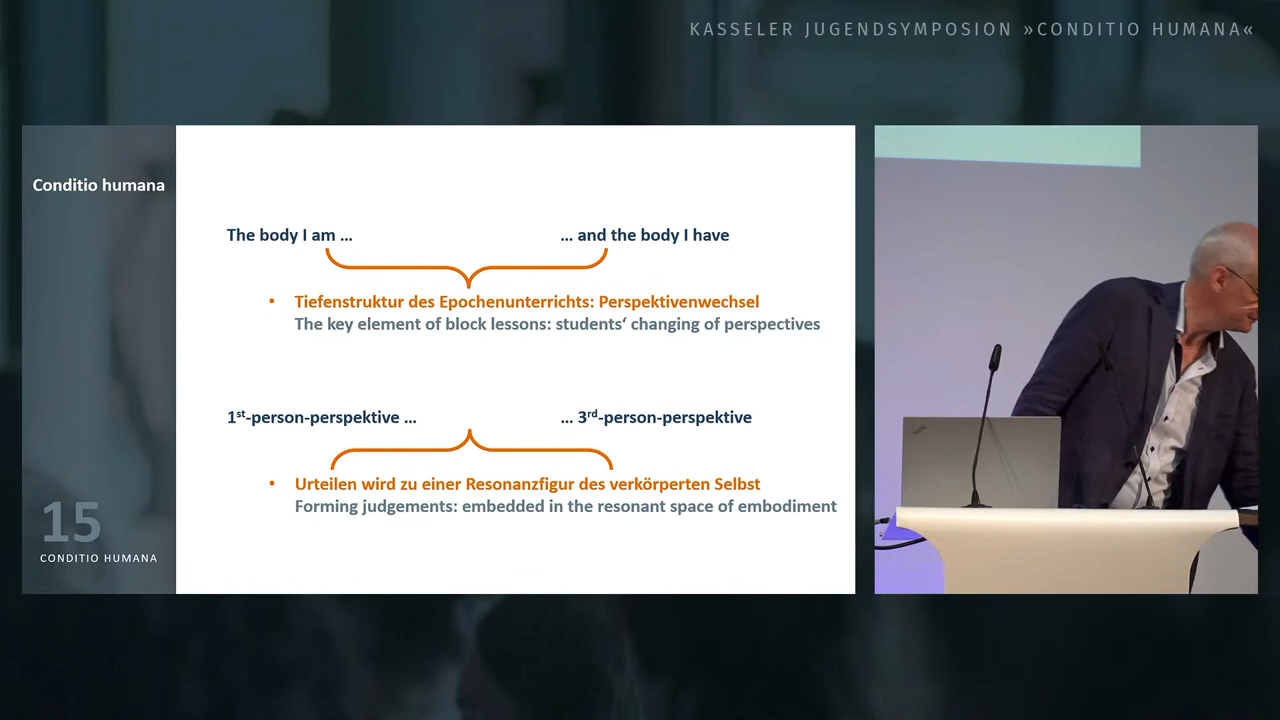 KASSELER JUGENDSYMPOSION »CONDITIO HUMANA«
Conditio humana
The body I am …
… and the body I have
• Tiefenstruktur des Epochenunterrichts: Perspektivenwechsel
The key element of block lessons: students‘ changing of perspectives
1st-person-perspektive …
… 3rd-person-perspektive
• Urteilen wird zu einer Resonanzfigur des verkörperten Selbst
Forming judgements: embedded in the resonant space of embodiment
15
CONDITIO HUMANA